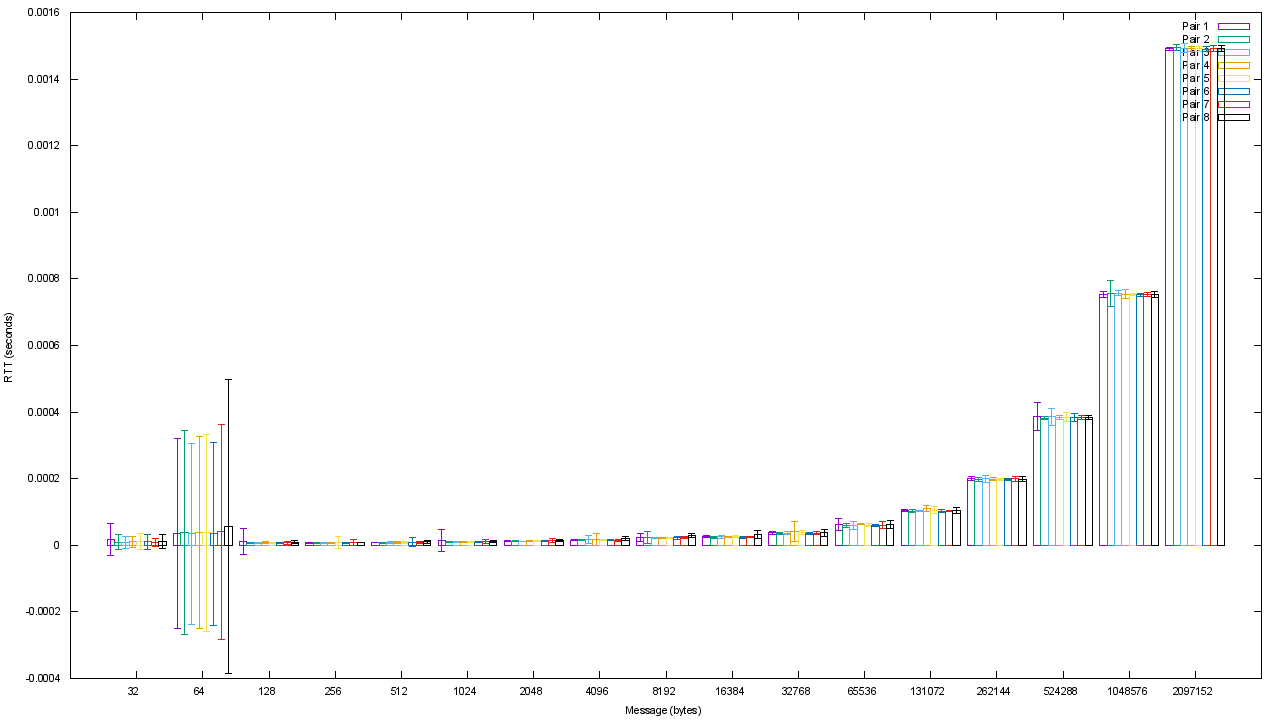 0.0016
0.0014
0.0012
0.001
0.0008
0.0006
0.0004
0.0002
0
-0.0002
-0.0004
RTT (seconds)
Pair 1
Pair 2
Pair 3
Pair 4
Pair 5
Pair 6
Pair 7
Pair 8
32 64 128 256 512 1024 2048 4096 8192 16384 32768 65536 131072 262144 524288 1048576 2097152
Message (bytes)